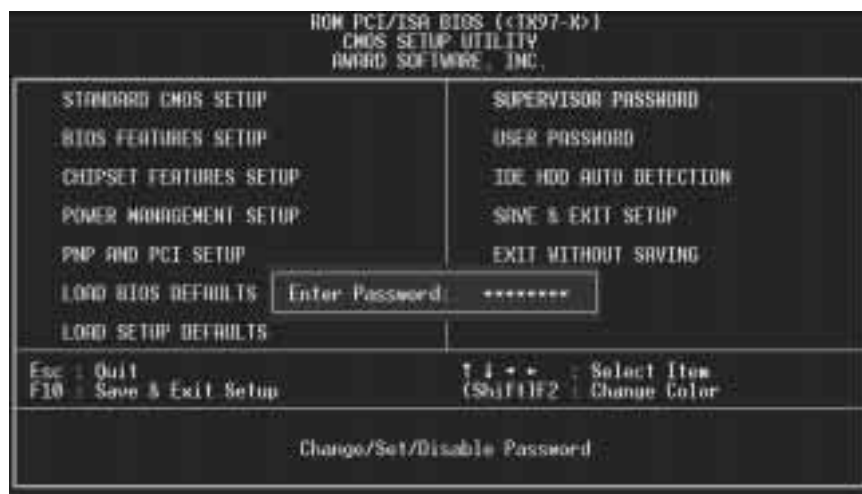 ROM PCI/ISA BIOS (<TX97-X>)
CMOS SETUP UTILITY
AWARD SOFTWARE, INC.
STANDARD CMOS SETUP
BIOS FEATURES SETUP
CHIPSET FEATURES SETUP
POWER MANAGEMENT SETUP
PNP AND PCI SETUP
LOAD BIOS DEFAULTS
LOAD SETUP DEFAULTS
SUPERVISOR PASSWORD
USER PASSWORD
IDE HDD AUTO DETECTION
SAVE & EXIT SETUP
EXIT WITHOUT SAVING
Enter Password: ********
Esc : Quit
F10 : Save & Exit Setup
↑ ↓ → ← : Select Item
(Shift)F2 : Change Color
Change/Set/Disable Password